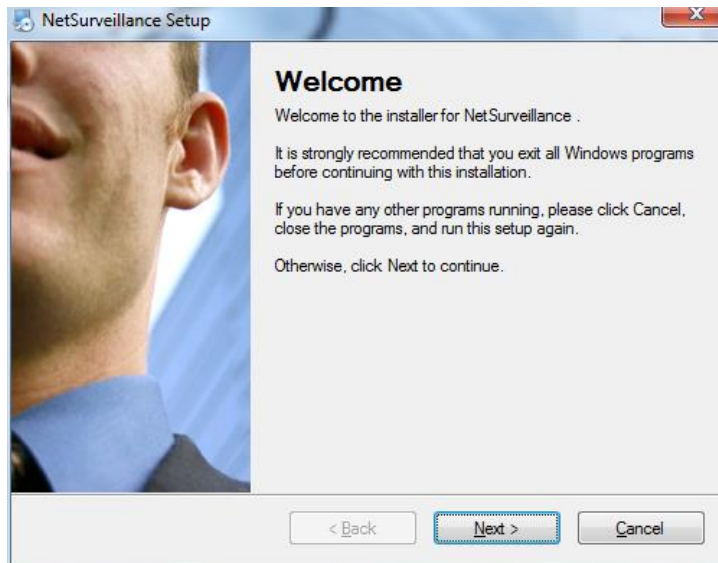 NetSurveillance Setup
Welcome
Welcome to the installer for NetSurveillance .
It is strongly recommended that you exit all Windows programs
before continuing with this installation.
If you have any other programs running, please click Cancel,
close the programs, and run this setup again.
Otherwise, click Next to continue.
< Back
Next >
Cancel